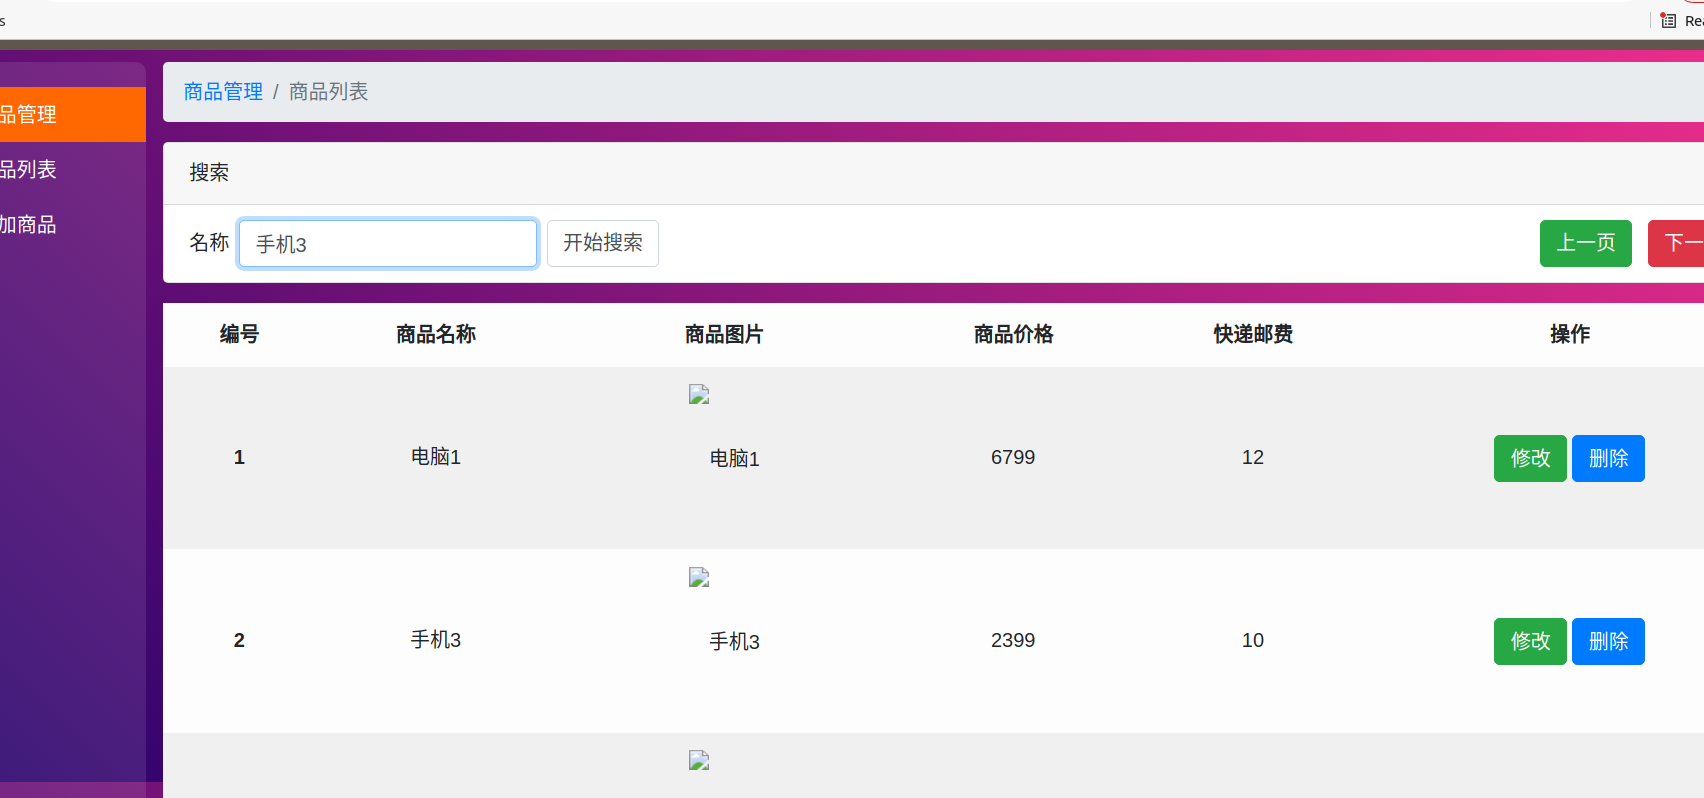 s
Rea
商品管理 / 商品列表
品管理
品列表
加商品
搜索
名称 手机3 开始搜索 上一页 下一
编号 商品名称 商品图片 商品价格 快递邮费 操作
1 电脑1 电脑1 6799 12 修改 删除
2 手机3 手机3 2399 10 修改 删除